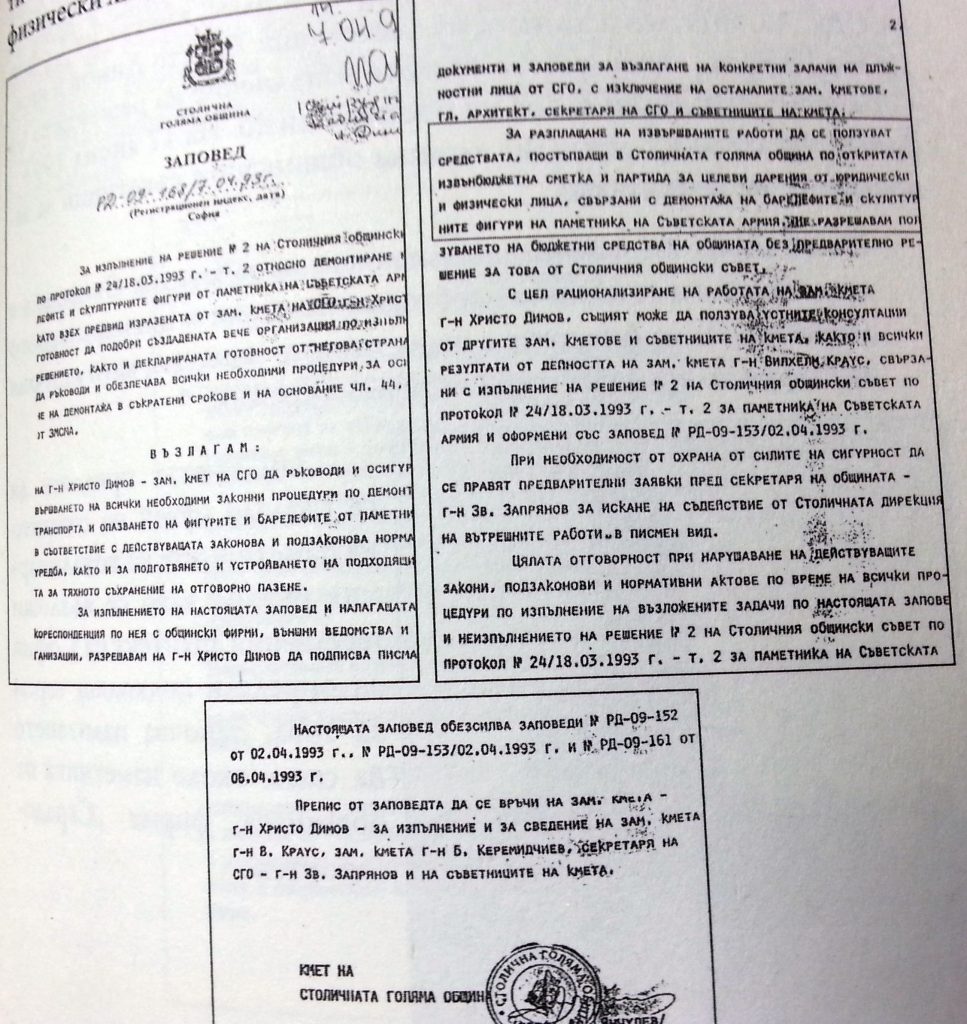 физически
7.04.9
СТОЛИЧНА
ГОЛЯМА ОБЩИНА
ЗАПОВЕД
РД-09-168/7.04.93г.
(Регистрационен индекс, дата)
София
За изпълнение на решение № 2 на Столичния общински
по протокол № 24/18.03.1993 г. - т. 2 относно демонтиране
лефите и скулптурните фигури от паметника на Съветската арм
като взех предвид изразената от зам. кмета на г-н Христ
готовност да подобри създадената вече организация по изпълн
решението, както и декларираната готовност от негова страна
да ръководи и обезпечава всички необходими процедури, за ос
не на демонтажа в съкратени срокове и на основание чл. 44,
от ЗМСМА,
ВЪЗЛАГАМ:
на г-н Христо Димов - зам. кмет на СГО да ръководи и осигур
вършването на всички необходими законни процедури по демонт
транспорта и опазването на фигурите и барелефите от паметни
в съответствие с действуващата законова и подзаконова норма
уредба, както и за подготвянето и устройването на подходящи
та за тяхното съхранение на отговорно пазене.
За изпълнението на настоящата заповед и налагащата
кореспонденция по нея с общински фирми, външни ведомства и
ганизации, разрешавам на г-н Христо Димов да подписва писма
2.
документи и заповеди за възлагане на конкретни задачи на длъж-
ностни лица от СГО, с изключение на останалите зам. кметове,
гл. архитект, секретаря на СГО и съветниците на кмета.
За разплащане на извършваните работи да се ползуват
средствата, постъпващи в Столичната голяма община по откритата
извънбюджетна сметка и партида за целеви дарения от юридически
и физически лица, свързани с демонтажа на барелефите и скулптур
ните фигури на паметника на Съветската армия. Не разрешавам пол
зуването на бюджетни средства на общината без предварително ре-
шение за това от Столичния общински съвет.
С цел рационализиране на работата на зам. кмета
г-н Христо Димов, същият може да ползува устните консултации
от другите зам. кметове и съветниците на кмета, както и всички
резултати от дейността на зам. кмета г-н Вилхелм Краус, свърза-
ни с изпълнение на решение № 2 на Столичния общински съвет по
протокол № 24/18.03.1993 г. - т. 2 за паметника на Съветската
армия и оформени със заповед № РД-09-153/02.04.1993 г.
При необходимост от охрана от силите на сигурност да
се правят предварителни заявки пред секретаря на общината -
г-н Зв. Запрянов за искане на съдействие от Столичната дирекция
на вътрешните работи в писмен вид.
Цялата отговорност при нарушаване на действуващите
закони, подзаконови и нормативни актове по време на всички про-
цедури по изпълнение на възложените задачи по настоящата запове
и неизпълнението на решение № 2 на Столичния общински съвет по
протокол № 24/18.03.1993 г. - т. 2 за паметника на Съветската
Настоящата заповед обезсилва заповеди № РД-09-152
от 02.04.1993 г., № РД-09-153/02.04.1993 г. и № РД-09-161 от
06.04.1993 г.
Препис от заповедта да се връчи на зам. кмета -
г-н Христо Димов - за изпълнение и за сведение на зам. кмета
г-н В. Краус, зам. кмета г-н Б. Керемидчиев, секретаря на
СГО - г-н Зв. Запрянов и на съветниците на кмета.
КМЕТ НА
СТОЛИЧНАТА ГОЛЯМА ОБЩИНА
СТОЛИЧНА ГОЛЯМА